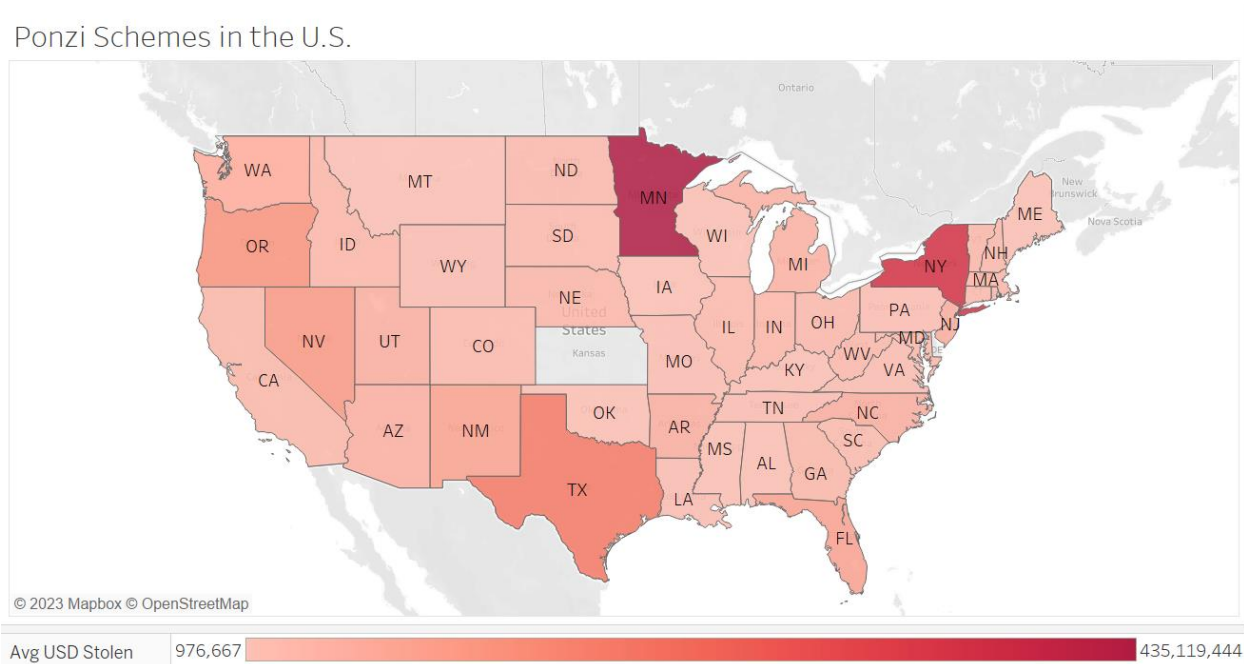 Ponzi Schemes in the U.S.
Ontario
WA
MT
ND
MN
New
runswick
Nova Scotia
ME
OR
ID
SD
WI
WY
MI
NY
NH
MA
IA
NE
United
States
Kansas
PA
NJ
NV
UT
CO
IL
IN
OH
MD
DE
CA
MO
KY
WV
VA
AZ
NM
OK
AR
TN
NC
SC
MS
AL
GA
TX
LA
FL
© 2023 Mapbox © OpenStreetMap
Avg USD Stolen 976,667 435,119,444